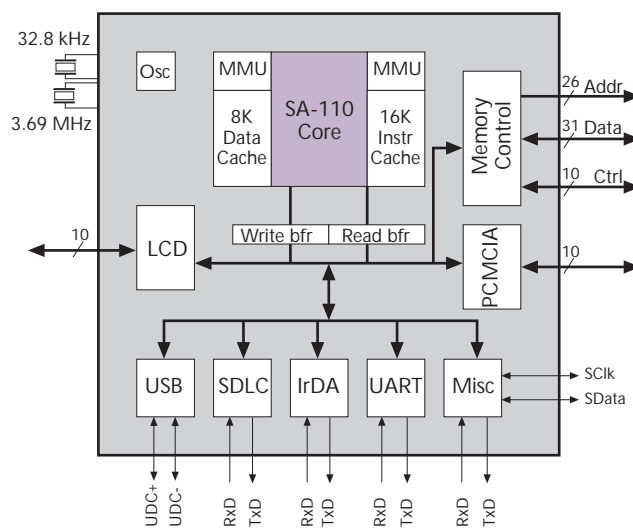 32.8 kHz
3.69 MHz
Osc
MMU
SA-110
Core
MMU
8K
Data
Cache
16K
Instr
Cache
Memory
Control
26 Addr
31 Data
10 Ctrl
Write bfr
Read bfr
10
LCD
PCMCIA
10
USB
SDLC
IrDA
UART
Misc
SClk
SData
UDC+
UDC-
RxD
TxD
RxD
TxD
RxD
TxD
RxD
TxD